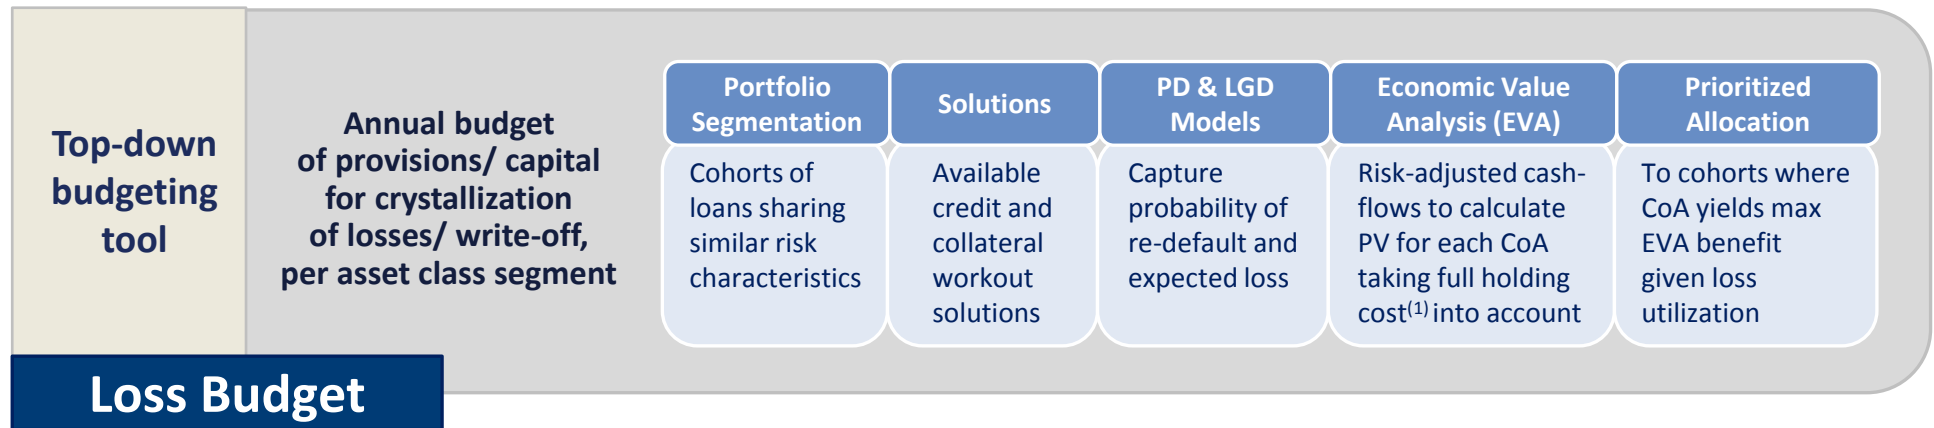 Top-down
budgeting
tool
Annual budget
of provisions/ capital
for crystallization
of losses/ write-off,
per asset class segment
Portfolio
Segmentation
Cohorts of
loans sharing
similar risk
characteristics
Solutions
Available
credit and
collateral
workout
solutions
PD & LGD
Models
Capture
probability of
re-default and
expected loss
Economic Value
Analysis (EVA)
Risk-adjusted cash-
flows to calculate
PV for each CoA
taking full holding
cost(1) into account
Prioritized
Allocation
To cohorts where
CoA yields max
EVA benefit
given loss
utilization
Loss Budget